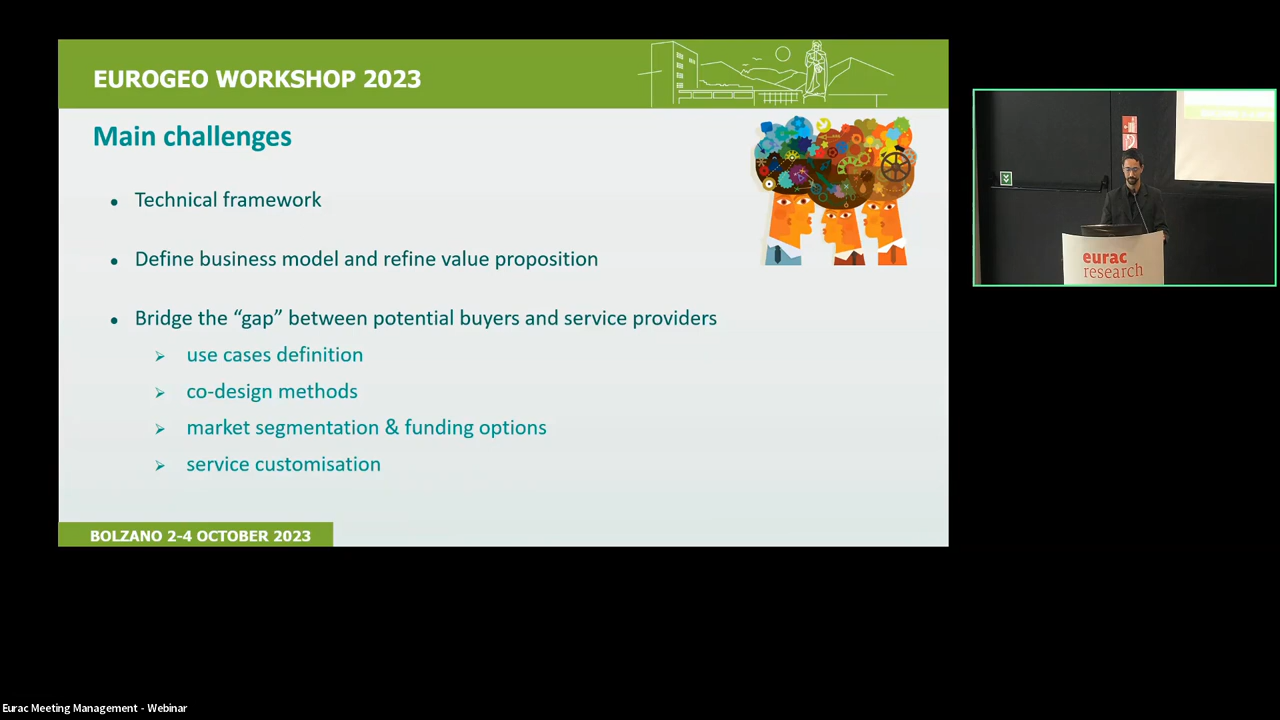 EUROGEO WORKSHOP 2023
Main challenges
• Technical framework
• Define business model and refine value proposition
• Bridge the “gap” between potential buyers and service providers
➢ use cases definition
➢ co-design methods
➢ market segmentation & funding options
➢ service customisation
BOLZANO 2-4 OCTOBER 2023
eurac
research
Eurac Meeting Management - Webinar